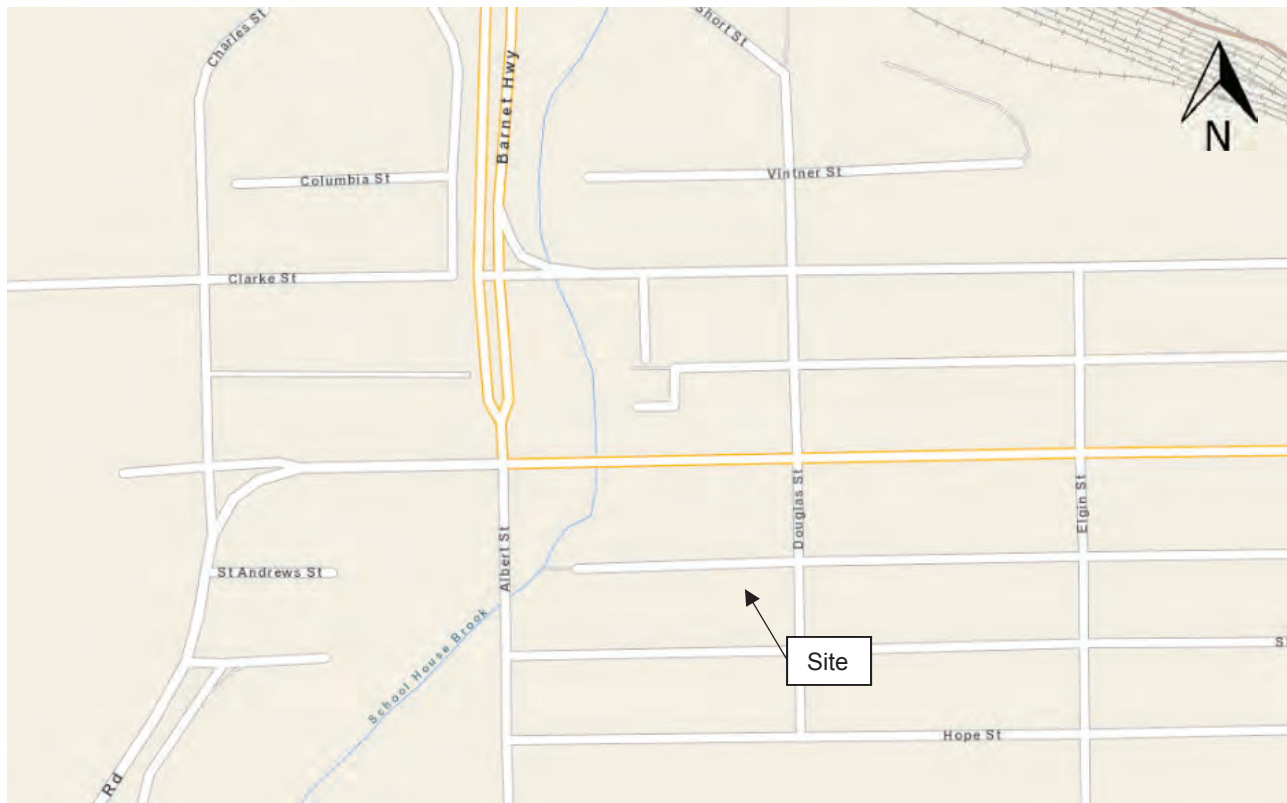 Charles St
Short St
Barnet Hwy
N
Columbia St
Vintner St
Clarke St
Douglas St
Elgin St
Albert St
St Andrews St
School House Brook
Site
S
Hope St
Rd